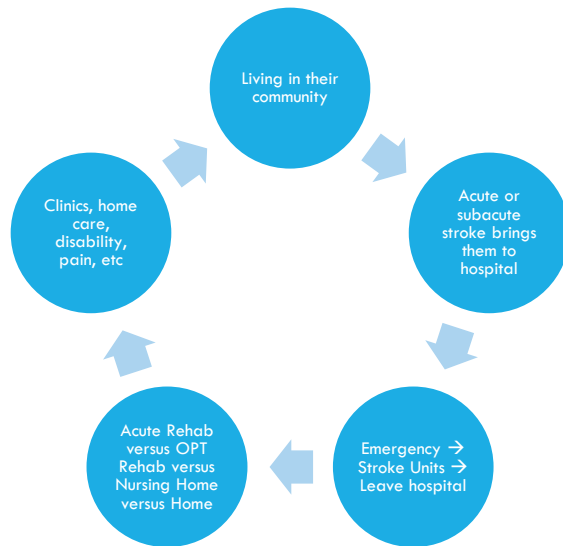 Living in their
community
Acute or
subacute
stroke brings
them to
hospital
Emergency →
Stroke Units →
Leave hospital
Acute Rehab
versus OPT
Rehab versus
Nursing Home
versus Home
Clinics, home
care,
disability,
pain, etc